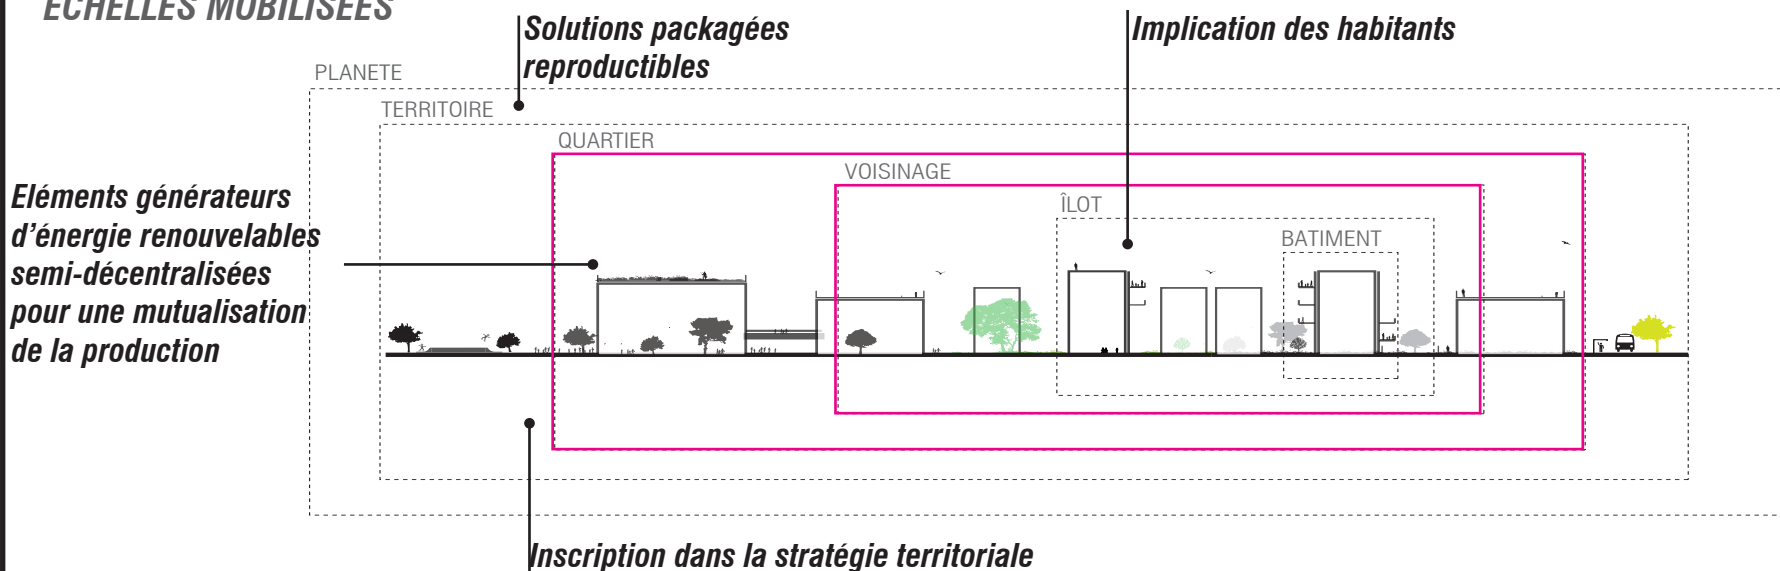 ECHELLES MOBILISÉES
Solutions packagées
reproductibles
Implication des habitants
PLANETE
TERRITOIRE
QUARTIER
VOISINAGE
ÎLOT
BATIMENT
Eléments générateurs
d'énergie renouvelables
semi-décentralisées
pour une mutualisation
de la production
Inscription dans la stratégie territoriale